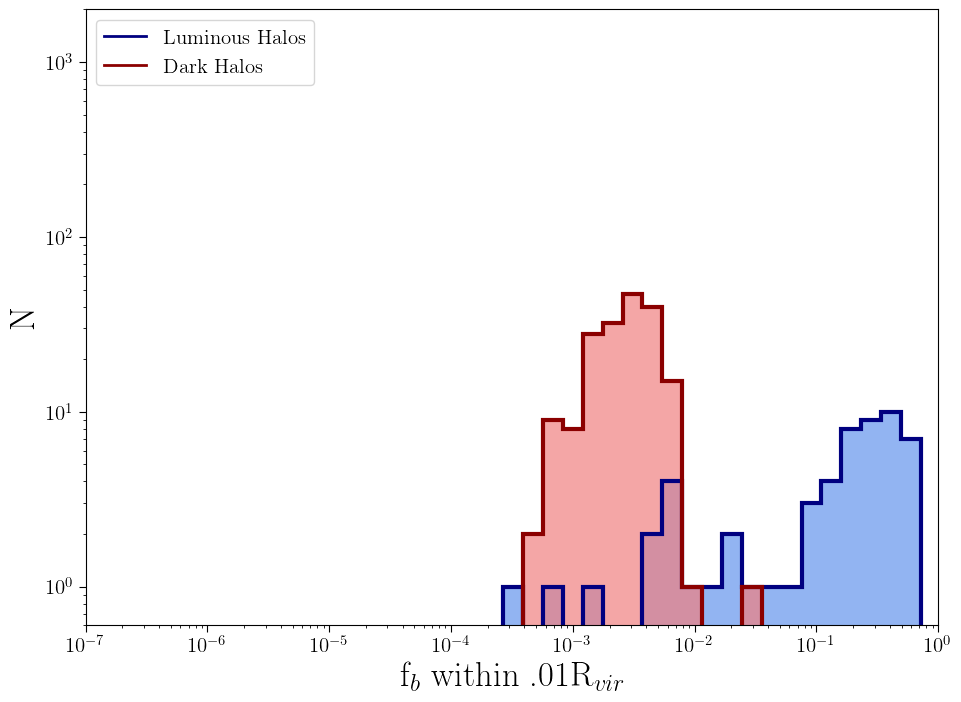 Luminous Halos
Dark Halos
10³
10²
10¹
10⁰
N
10⁻⁷ 10⁻⁶ 10⁻⁵ 10⁻⁴ 10⁻³ 10⁻² 10⁻¹ 10⁰
f_b within .01R_vir